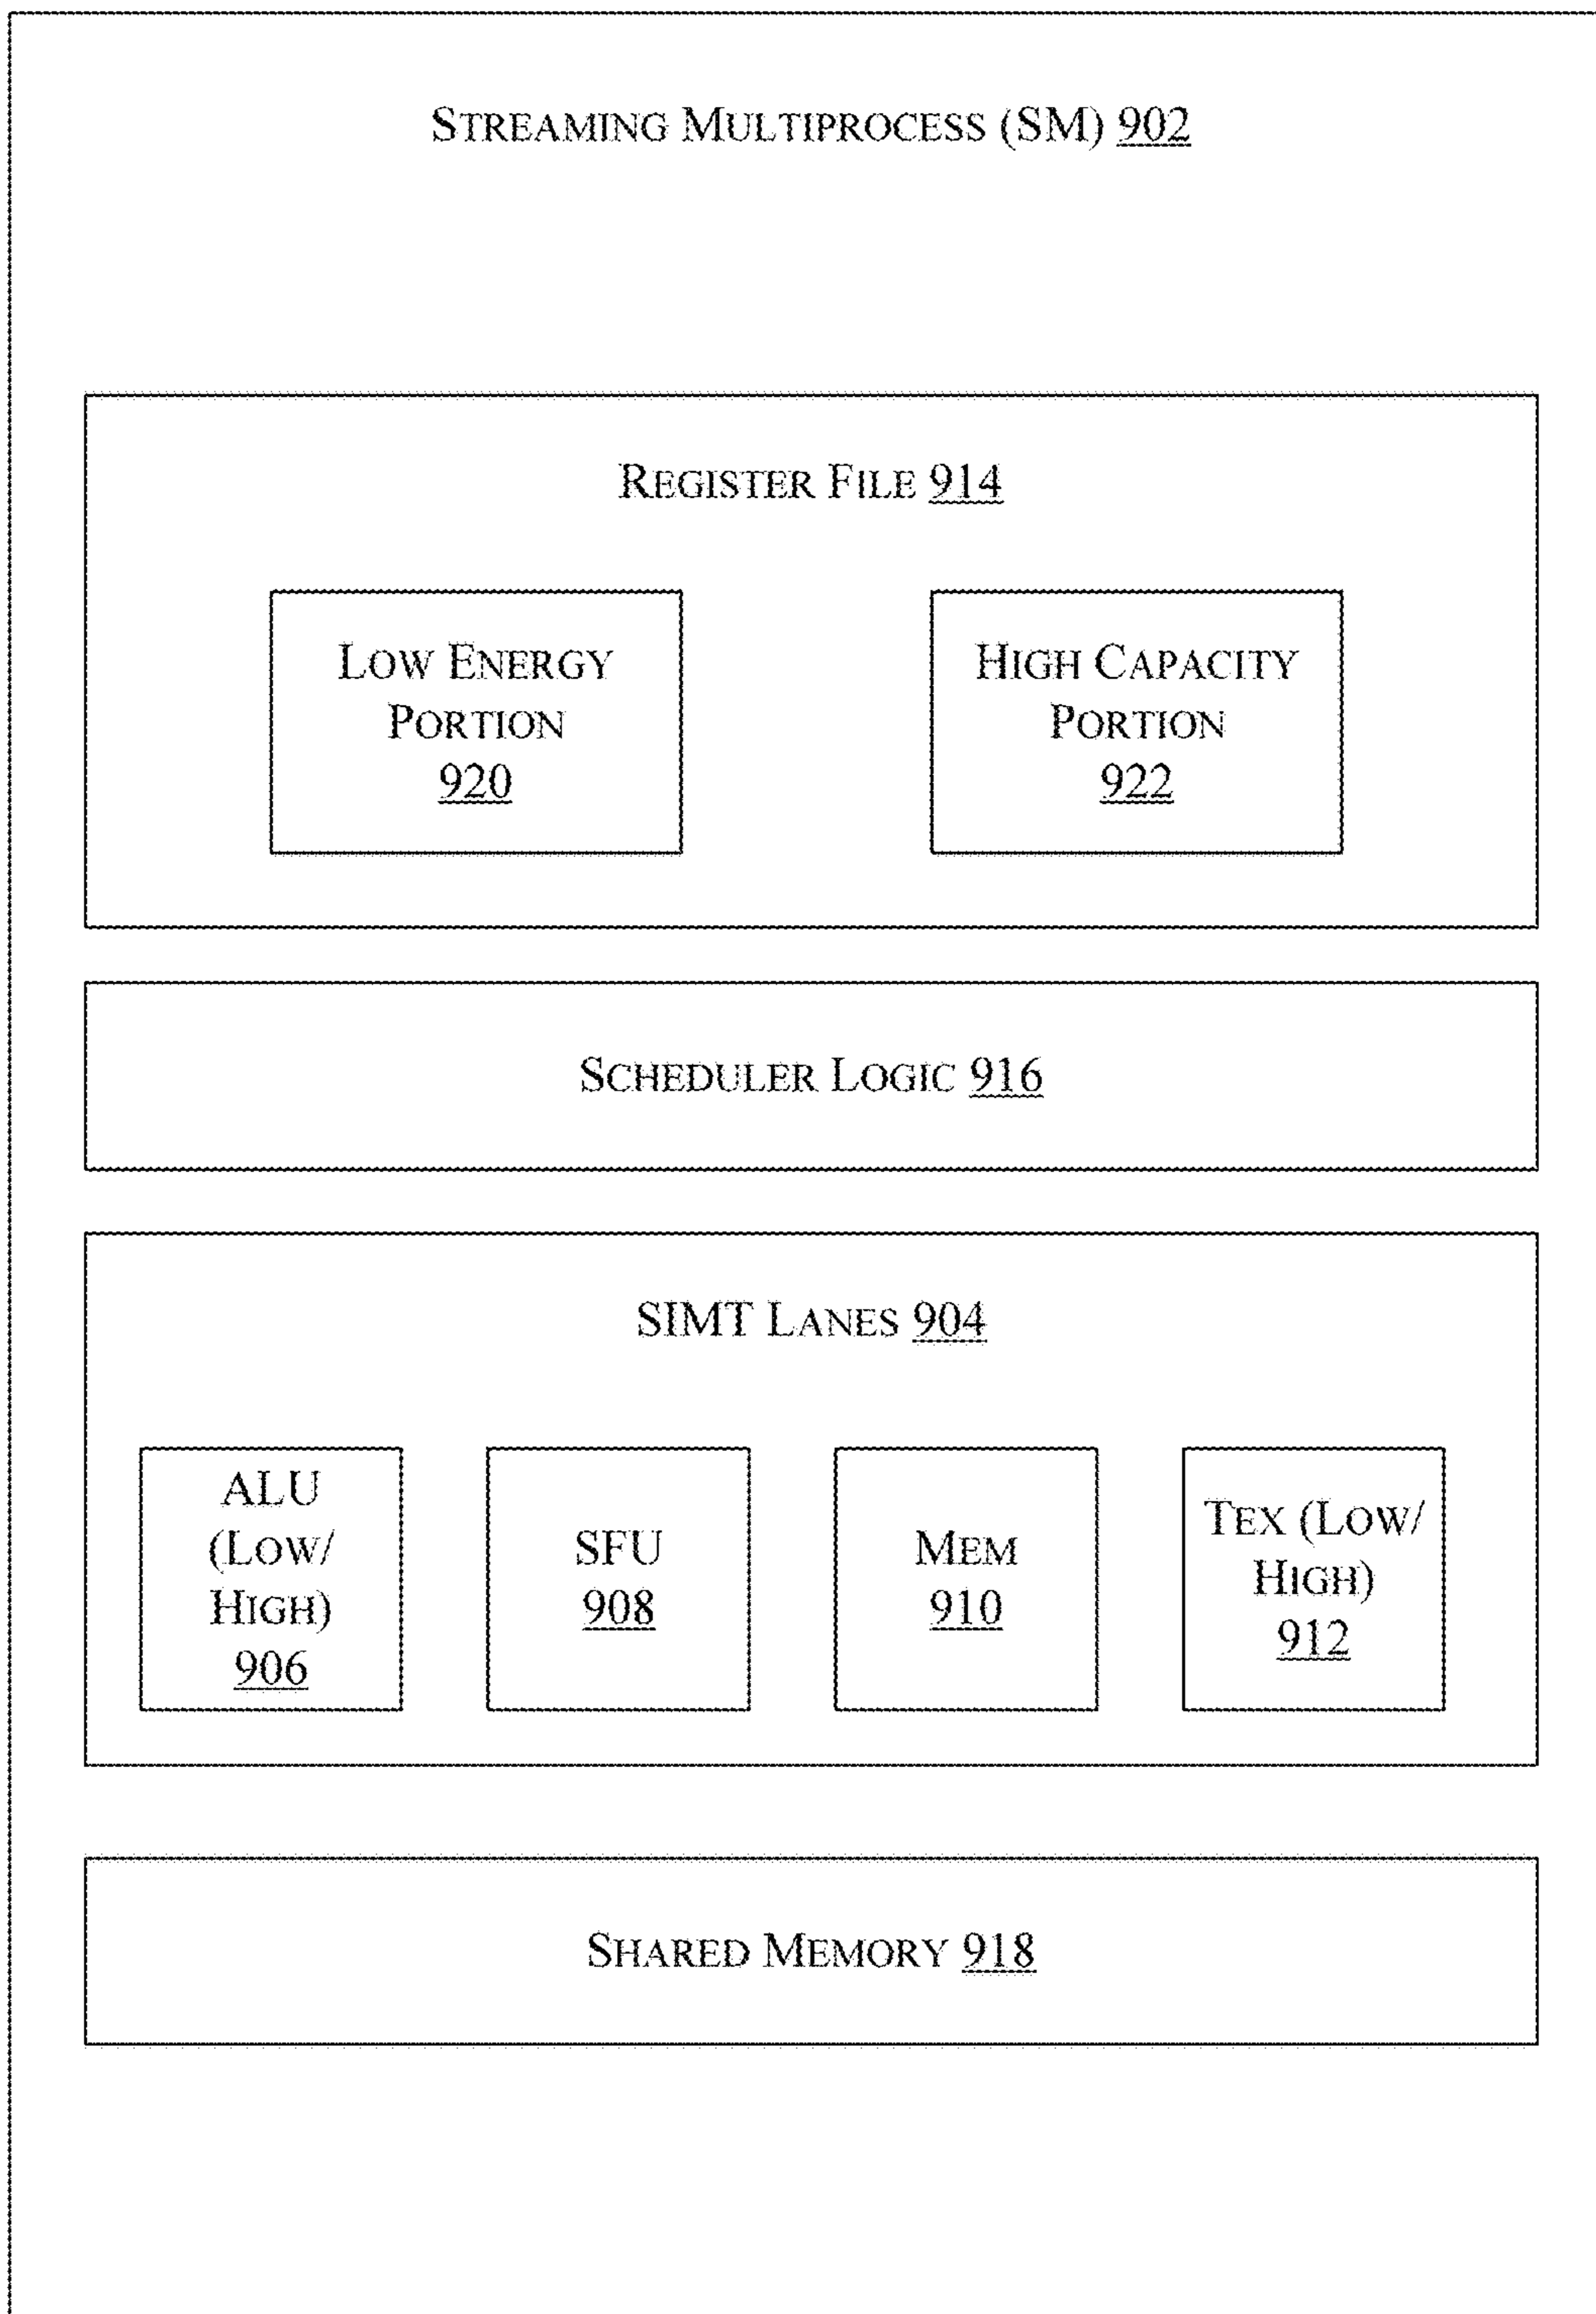 STREAMING MULTIPROCESS (SM) 902
REGISTER FILE 914
LOW ENERGY
PORTION
920
HIGH CAPACITY
PORTION
922
SCHEDULER LOGIC 916
SIMT LANES 904
ALU
(LOW/
HIGH)
906
SFU
908
MEM
910
TEX (LOW/
HIGH)
912
SHARED MEMORY 918